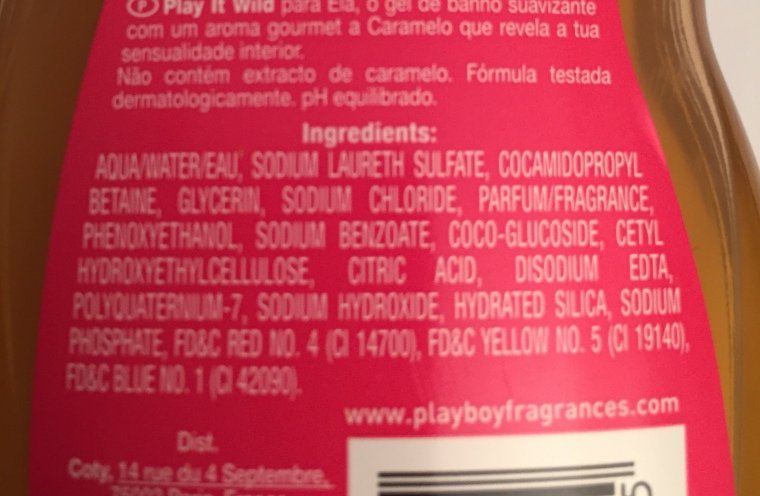 Play It Wild para Ela, o gel de banho suavizante
com um aroma gourmet a Caramelo que revela a tua
sensualidade interior.
Não contém extracto de caramelo. Fórmula testada
dermatologicamente. pH equilibrado.
Ingredients:
AQUA/WATER/EAU, SODIUM LAURETH SULFATE, COCAMIDOPROPYL
BETAINE, GLYCERIN, SODIUM CHLORIDE, PARFUM/FRAGRANCE,
PHENOXYETHANOL, SODIUM BENZOATE, COCO-GLUCOSIDE, CETYL
HYDROXYETHYLCELLULOSE, CITRIC ACID, DISODIUM EDTA,
POLYQUATERNIUM-7, SODIUM HYDROXIDE, HYDRATED SILICA, SODIUM
PHOSPHATE, FD&C RED NO. 4 (CI 14700), FD&C YELLOW NO. 5 (CI 19140),
FD&C BLUE NO. 1 (CI 42090).
www.playboyfragrances.com
Dist.
Coty, 14 rue du 4 Septembre,